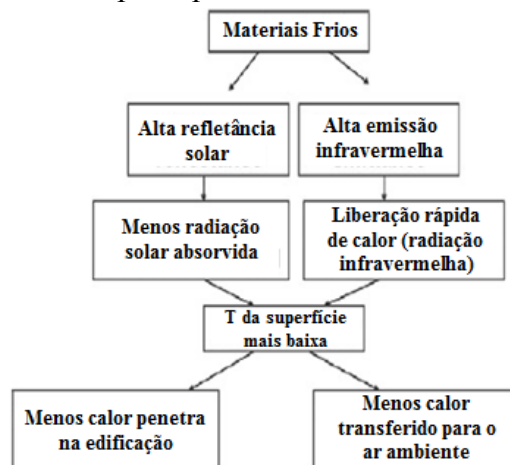 Materiais Frios
Alta refletância
solar
Alta emissão
infravermelha
Menos radiação
solar absorvida
Liberação rápida
de calor (radiação
infravermelha)
T da superfície
mais baixa
Menos calor penetra
na edificação
Menos calor
transferido para o
ar ambiente